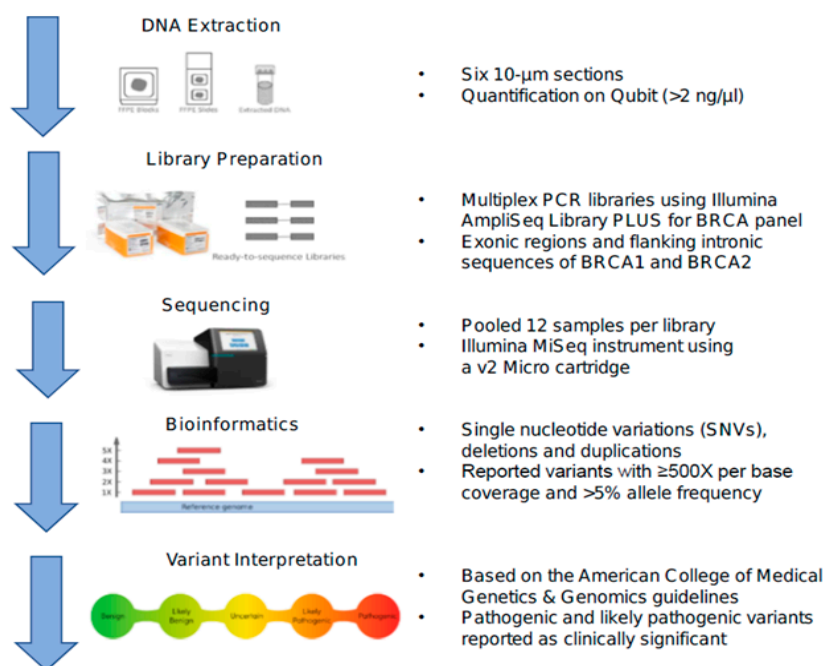 DNA Extraction
FFPE Blocks
FFPE Slides
Extracted DNA
• Six 10-µm sections
• Quantification on Qubit (>2 ng/µl)
Library Preparation
Ready-to-sequence Libraries
• Multiplex PCR libraries using Illumina
AmpliSeq Library PLUS for BRCA panel
• Exonic regions and flanking intronic
sequences of BRCA1 and BRCA2
Sequencing
• Pooled 12 samples per library
• Illumina MiSeq instrument using
a v2 Micro cartridge
Bioinformatics
5X
4X
3X
2X
1X
Reference genome
• Single nucleotide variations (SNVs),
deletions and duplications
• Reported variants with ≥500X per base
coverage and >5% allele frequency
Variant Interpretation
Benign
Likely
Benign
Uncertain
Likely
Pathogenic
Pathogenic
• Based on the American College of Medical
Genetics & Genomics guidelines
• Pathogenic and likely pathogenic variants
reported as clinically significant